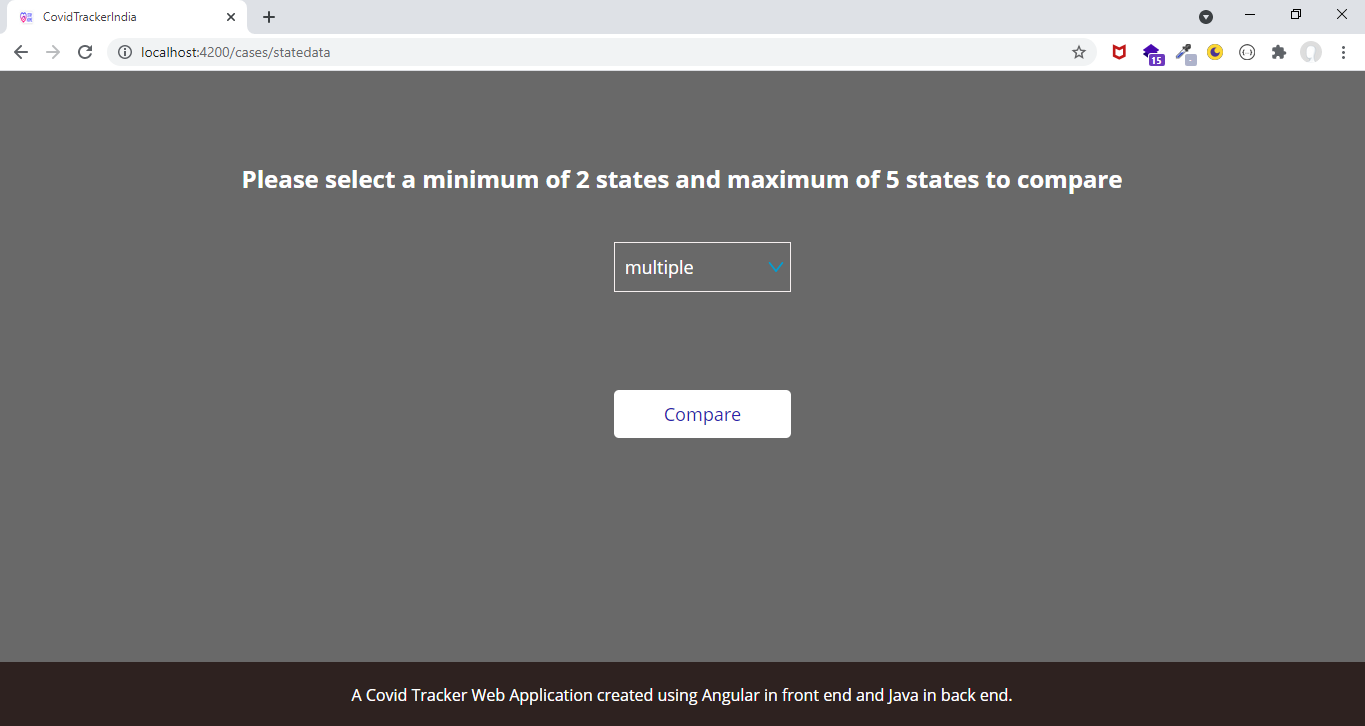 CovidTrackerIndia
localhost:4200/cases/statedata
15
Please select a minimum of 2 states and maximum of 5 states to compare
multiple
Compare
A Covid Tracker Web Application created using Angular in front end and Java in back end.